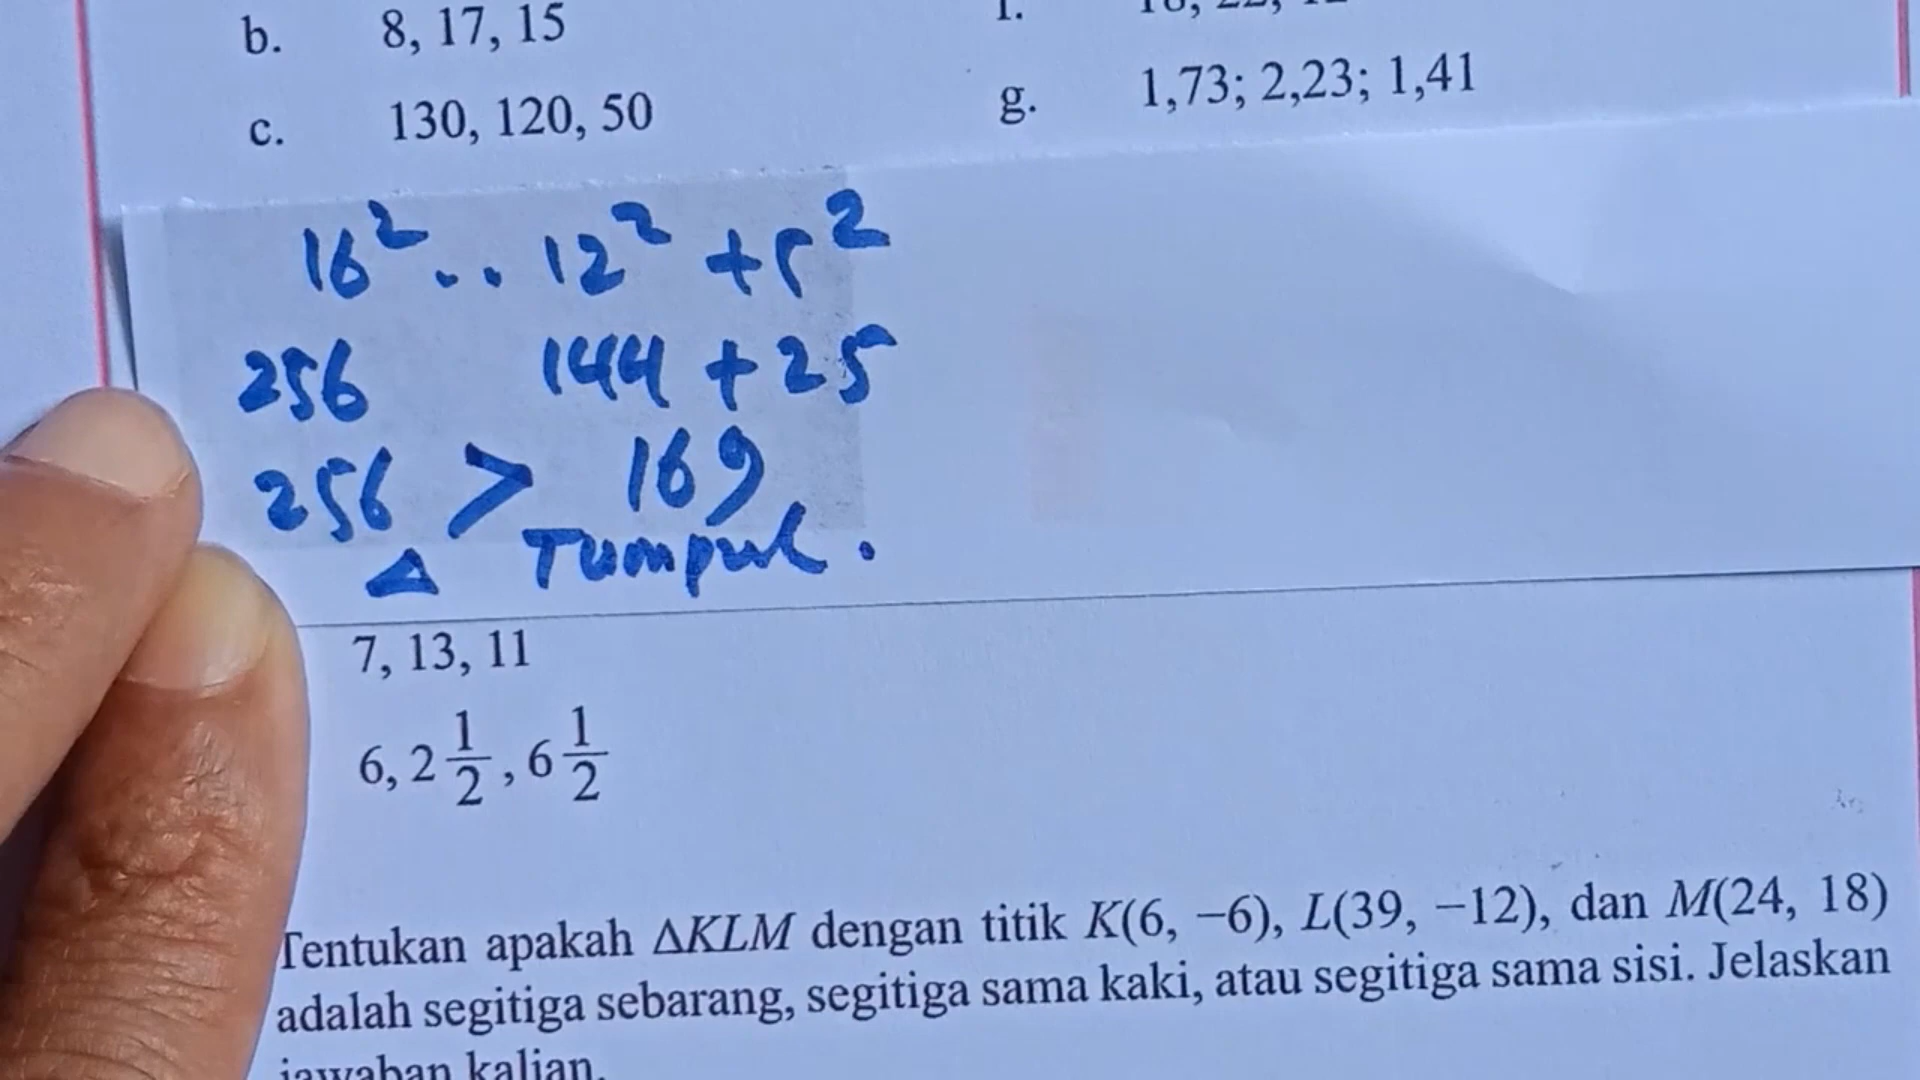 b. 8, 17, 15
c. 130, 120, 50
g. 1,73; 2,23; 1,41
16² .. 12² + 5²
256 144 + 25
256 > 169
Δ Tumpul.
7, 13, 11
6, 2 1/2, 6 1/2
Tentukan apakah ΔKLM dengan titik K(6, −6), L(39, −12), dan M(24, 18)
adalah segitiga sebarang, segitiga sama kaki, atau segitiga sama sisi. Jelaskan
jawaban kalian.